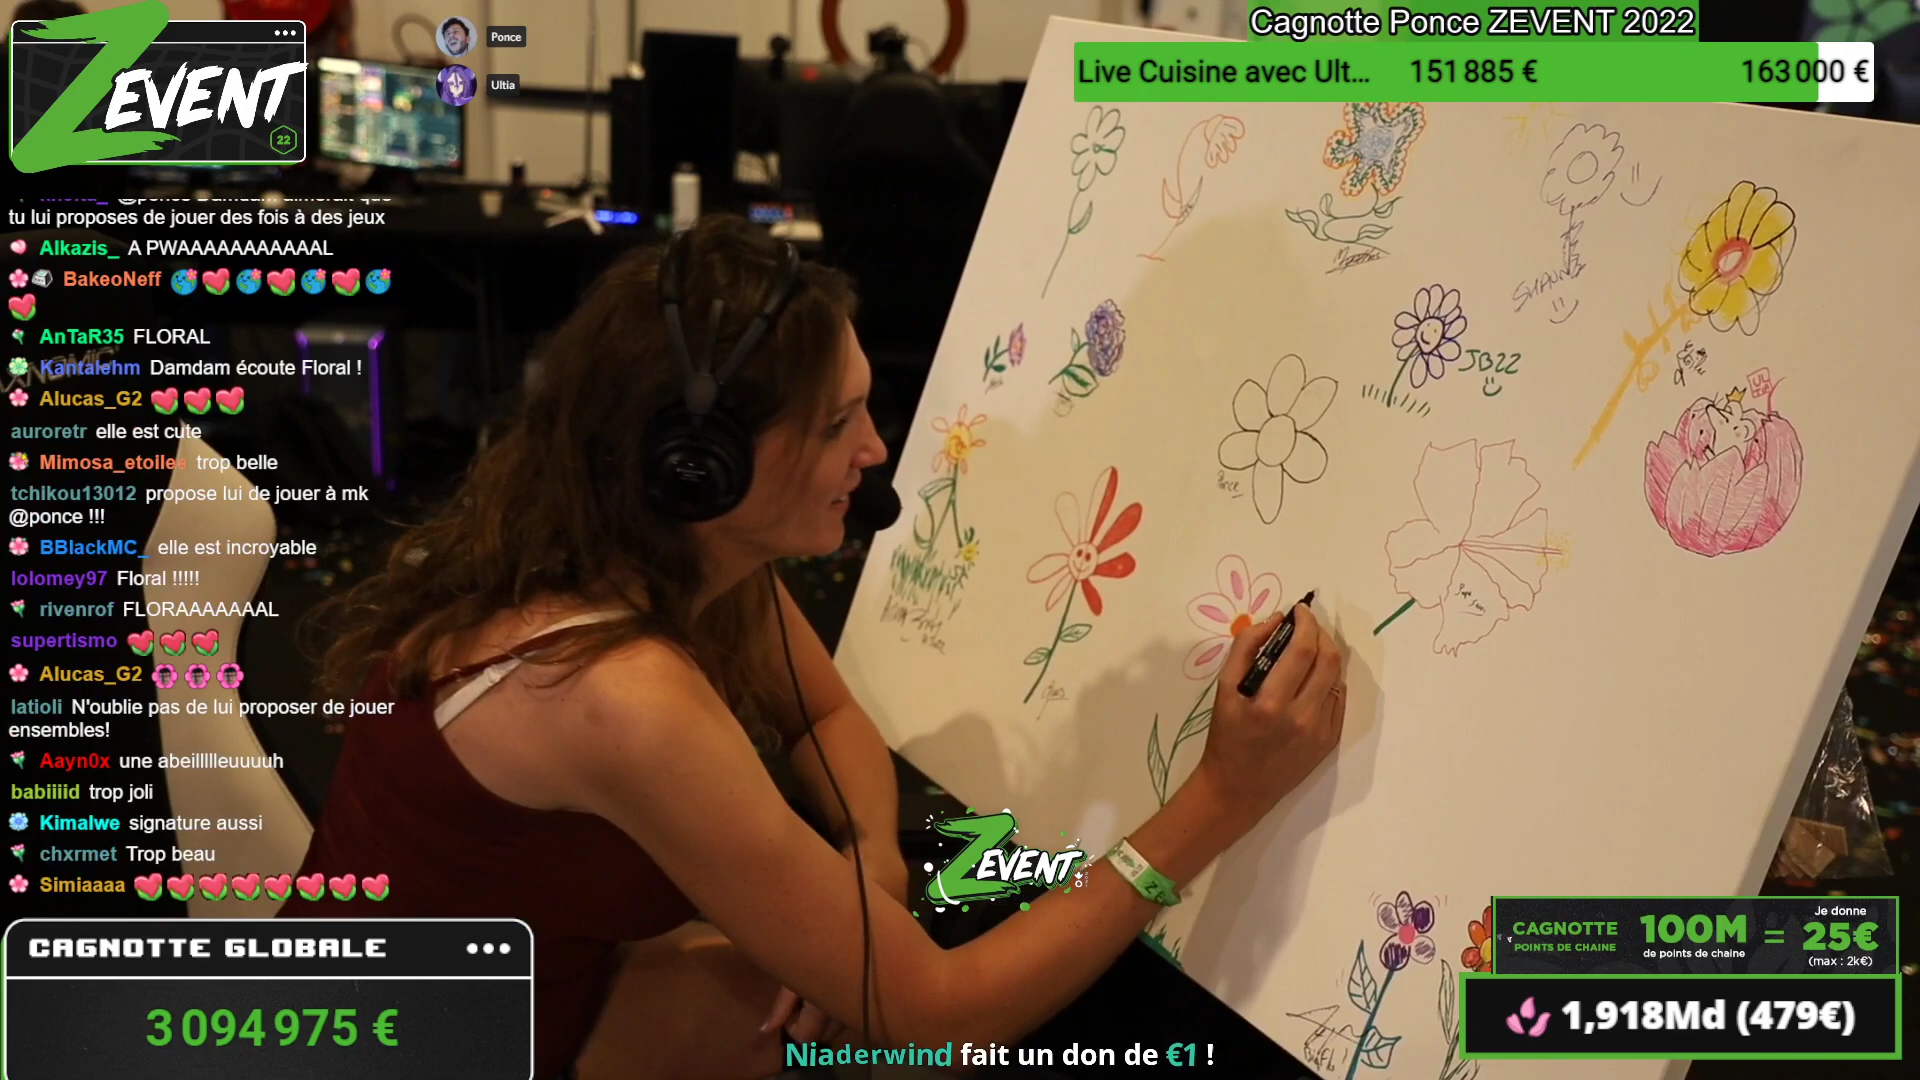 ZEVENT
22
Ponce
Ultia
Cagnotte Ponce ZEVENT 2022
Live Cuisine avec Ult... 151 885 € 163 000 €
tu lui proposes de jouer des fois à des jeux
Alkazis_ A PWAAAAAAAAAAAL
BakeoNeff
AnTaR35 FLORAL
Kantalehm Damdam écoute Floral !
Alucas_G2
auroretr elle est cute
Mimosa_etoilee trop belle
tchikou13012 propose lui de jouer à mk
@ponce !!!
BBlackMC_ elle est incroyable
lolomey97 Floral !!!!!
rivenrof FLORAAAAAAAL
supertismo
Alucas_G2
latioli N'oublie pas de lui proposer de jouer
ensembles!
Aayn0x une abeillllleuuuuh
babiiiid trop joli
Kimalwe signature aussi
chxrmet Trop beau
Simiaaaa
SHAUN
JB22
Ponce
ZEVENT
CAGNOTTE GLOBALE
3 094 975 €
Niaderwind fait un don de €1 !
CAGNOTTE
POINTS DE CHAINE
100M
de points de chaine
=
Je donne
25€
(max : 2k€)
1,918Md (479€)